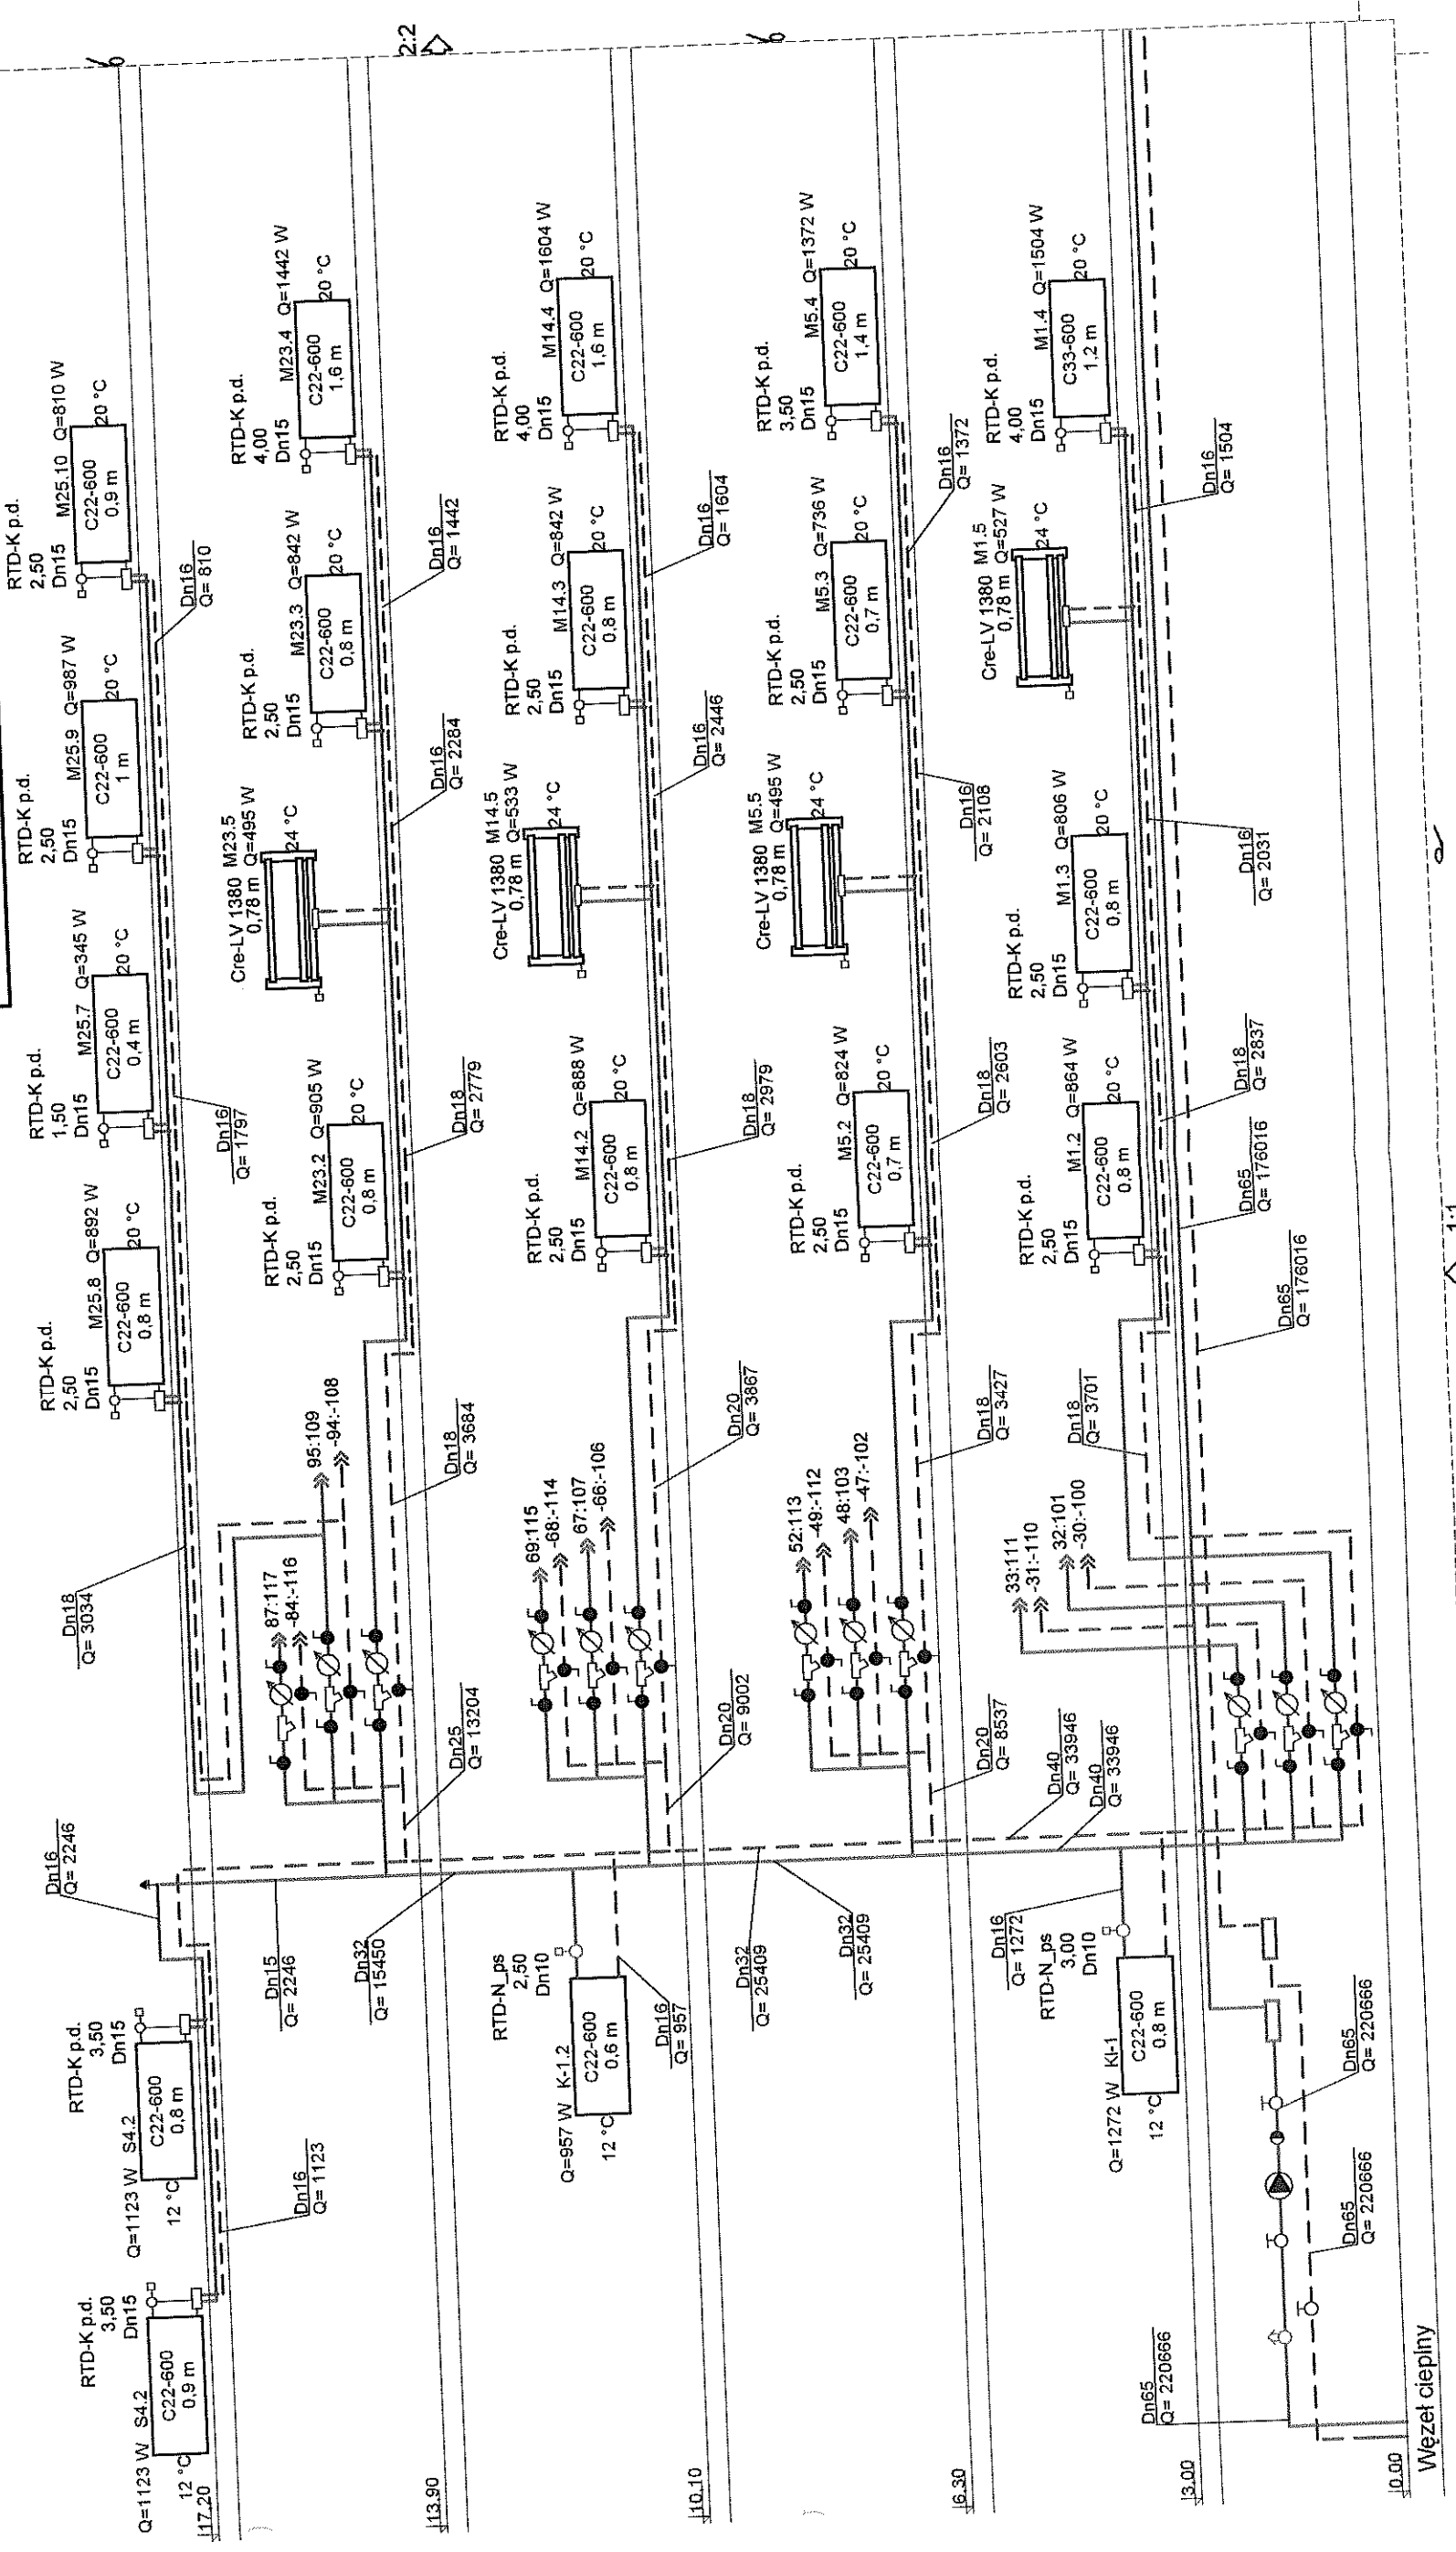 2:2
RTD-K p.d.
3,50
Dn15
Q=1123 W S4.2
C22-600
0,9 m
12 °C
RTD-K p.d.
3,50
Dn15
Q=1123 W S4.2
C22-600
0,8 m
12 °C
Dn16
Q= 1123
Dn16
Q= 2246
Dn18
Q= 3034
RTD-K p.d.
2,50
Dn15
M25.8 Q=892 W
C22-600
0,8 m
20 °C
Dn16
Q= 1797
RTD-K p.d.
1,50
Dn15
M25.7 Q=345 W
C22-600
0,4 m
20 °C
RTD-K p.d.
2,50
Dn15
M25.9 Q=987 W
C22-600
1 m
20 °C
RTD-K p.d.
2,50
Dn15
M25.10 Q=810 W
C22-600
0,9 m
20 °C
Dn16
Q= 810
17.20
Dn15
Q= 2246
Dn32
Q= 15450
87:117
-84:-116
95:109
-94:-108
Dn25
Q= 13204
Dn18
Q= 3684
RTD-K p.d.
2,50
Dn15
M23.2 Q=905 W
C22-600
0,8 m
20 °C
Dn18
Q= 2779
Cre-LV 1380 M23.5
0,78 m Q=495 W
24 °C
Dn16
Q= 2284
RTD-K p.d.
2,50
Dn15
M23.3 Q=842 W
C22-600
0,8 m
20 °C
Dn16
Q= 1442
RTD-K p.d.
4,00
Dn15
M23.4 Q=1442 W
C22-600
1,6 m
20 °C
13.90
RTD-N_ps
2,50
Dn10
Q=957 W K-1.2
C22-600
0,6 m
12 °C
Dn16
Q= 957
Dn32
Q= 25409
Dn32
Q= 25409
69:115
-68:-114
67:107
-66:-106
Dn20
Q= 9002
Dn20
Q= 3867
RTD-K p.d.
2,50
Dn15
M14.2 Q=888 W
C22-600
0,8 m
20 °C
Dn18
Q= 2979
Cre-LV 1380 M14.5
0,78 m Q=533 W
24 °C
Dn16
Q= 2446
RTD-K p.d.
2,50
Dn15
M14.3 Q=842 W
C22-600
0,8 m
20 °C
Dn16
Q= 1604
RTD-K p.d.
4,00
Dn15
M14.4 Q=1604 W
C22-600
1,6 m
20 °C
10.10
52:113
-49:-112
48:103
-47:-102
Dn20
Q= 8537
Dn18
Q= 3427
RTD-K p.d.
2,50
Dn15
M5.2 Q=824 W
C22-600
0,7 m
20 °C
Dn18
Q= 2603
Cre-LV 1380 M5.5
0,78 m Q=495 W
24 °C
Dn16
Q= 2108
RTD-K p.d.
2,50
Dn15
M5.3 Q=736 W
C22-600
0,7 m
20 °C
Dn16
Q= 1372
RTD-K p.d.
3,50
Dn15
M5.4 Q=1372 W
C22-600
1,4 m
20 °C
6.30
Dn40
Q= 33946
Dn40
Q= 33946
Dn16
Q= 1272
RTD-N_ps
3,00
Dn10
Q=1272 W Kl-1
C22-600
0,8 m
12 °C
33:111
-31:-110
32:101
-30:-100
Dn18
Q= 3701
RTD-K p.d.
2,50
Dn15
M1.2 Q=864 W
C22-600
0,8 m
20 °C
Dn18
Q= 2837
RTD-K p.d.
2,50
Dn15
M1.3 Q=806 W
C22-600
0,8 m
20 °C
Dn16
Q= 2031
Cre-LV 1380 M1.5
0,78 m Q=527 W
24 °C
RTD-K p.d.
4,00
Dn15
M1.4 Q=1504 W
C33-600
1,2 m
20 °C
Dn16
Q= 1504
3.00
Dn65
Q= 176016
Dn65
Q= 176016
Dn65
Q= 220666
Dn65
Q= 220666
Dn65
Q= 220666
0.00
Węzeł cieplny